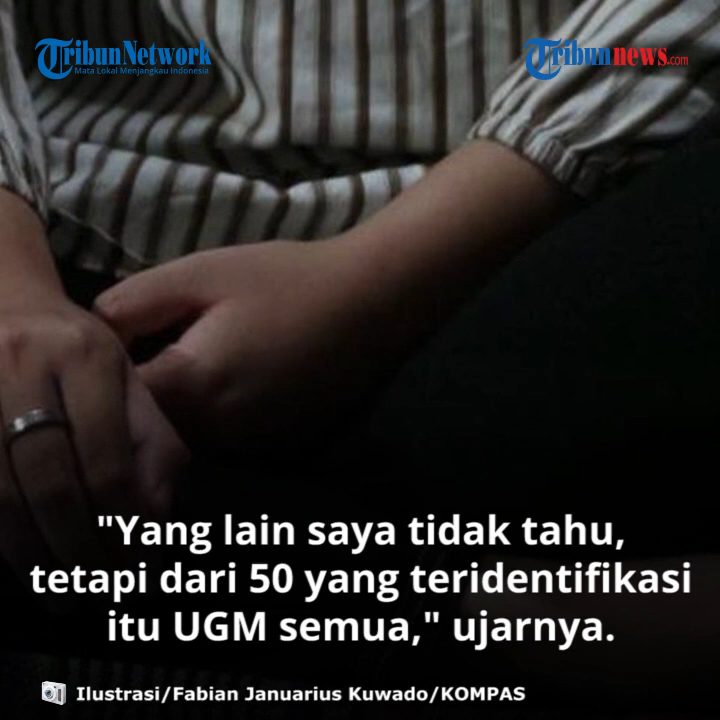 TribunNetwork
Mata Lokal Menjangkau Indonesia
Tribunnews.com
"Yang lain saya tidak tahu,
tetapi dari 50 yang teridentifikasi
itu UGM semua," ujarnya.
Ilustrasi/Fabian Januarius Kuwado/KOMPAS